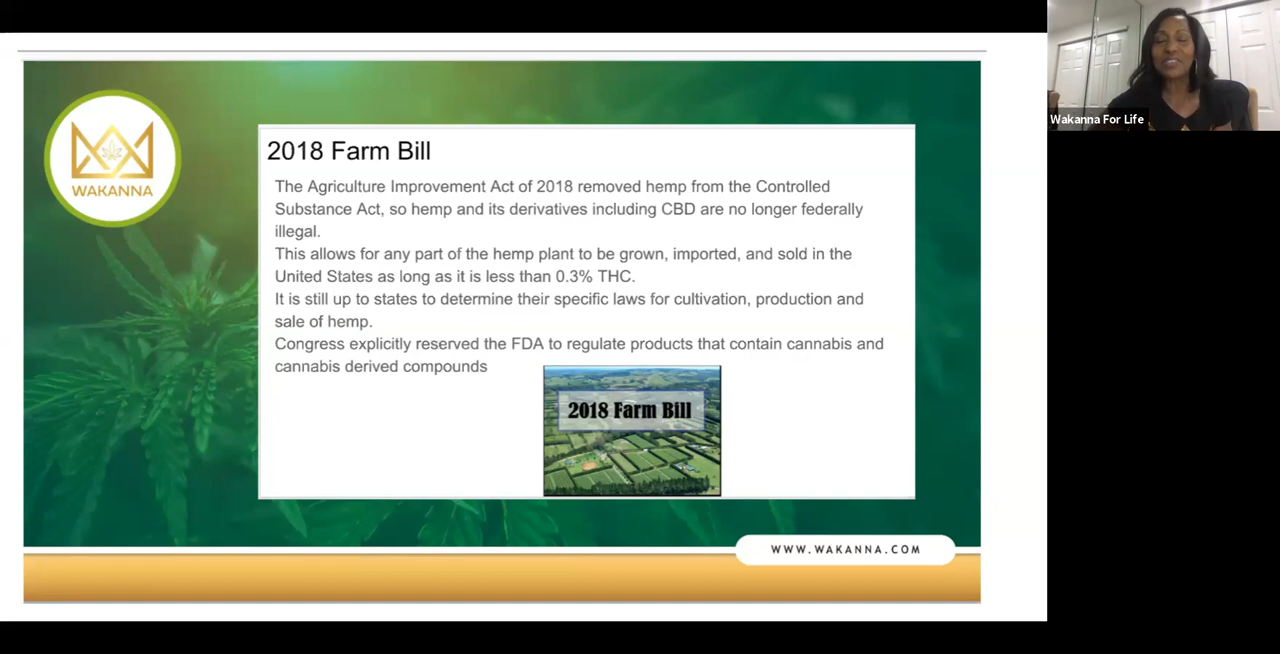 WAKANNA
2018 Farm Bill
The Agriculture Improvement Act of 2018 removed hemp from the Controlled
Substance Act, so hemp and its derivatives including CBD are no longer federally
illegal.
This allows for any part of the hemp plant to be grown, imported, and sold in the
United States as long as it is less than 0.3% THC.
It is still up to states to determine their specific laws for cultivation, production and
sale of hemp.
Congress explicitly reserved the FDA to regulate products that contain cannabis and
cannabis derived compounds
2018 Farm Bill
WWW.WAKANNA.COM
Wakanna For Life